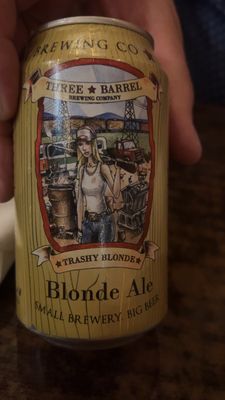 BREWING CO
THREE ★ BARREL
BREWING COMPANY
★ TRASHY BLONDE ★
Blonde Ale
SMALL BREWERY. BIG BEER